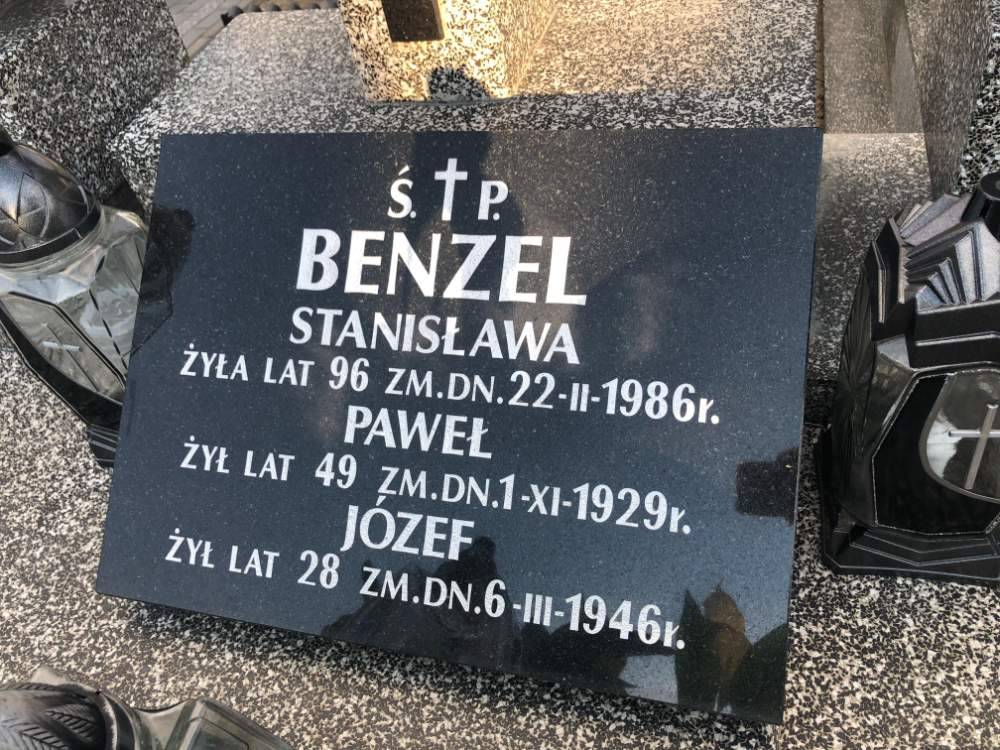 Ś. P.
BENZEL
STANISŁAWA
ŻYŁA LAT 96 ZM.DN.22-II-1986r.
PAWEŁ
ŻYŁ LAT 49 ZM.DN.1-XI-1929r.
JÓZEF
ŻYŁ LAT 28 ZM.DN.6-III-1946r.